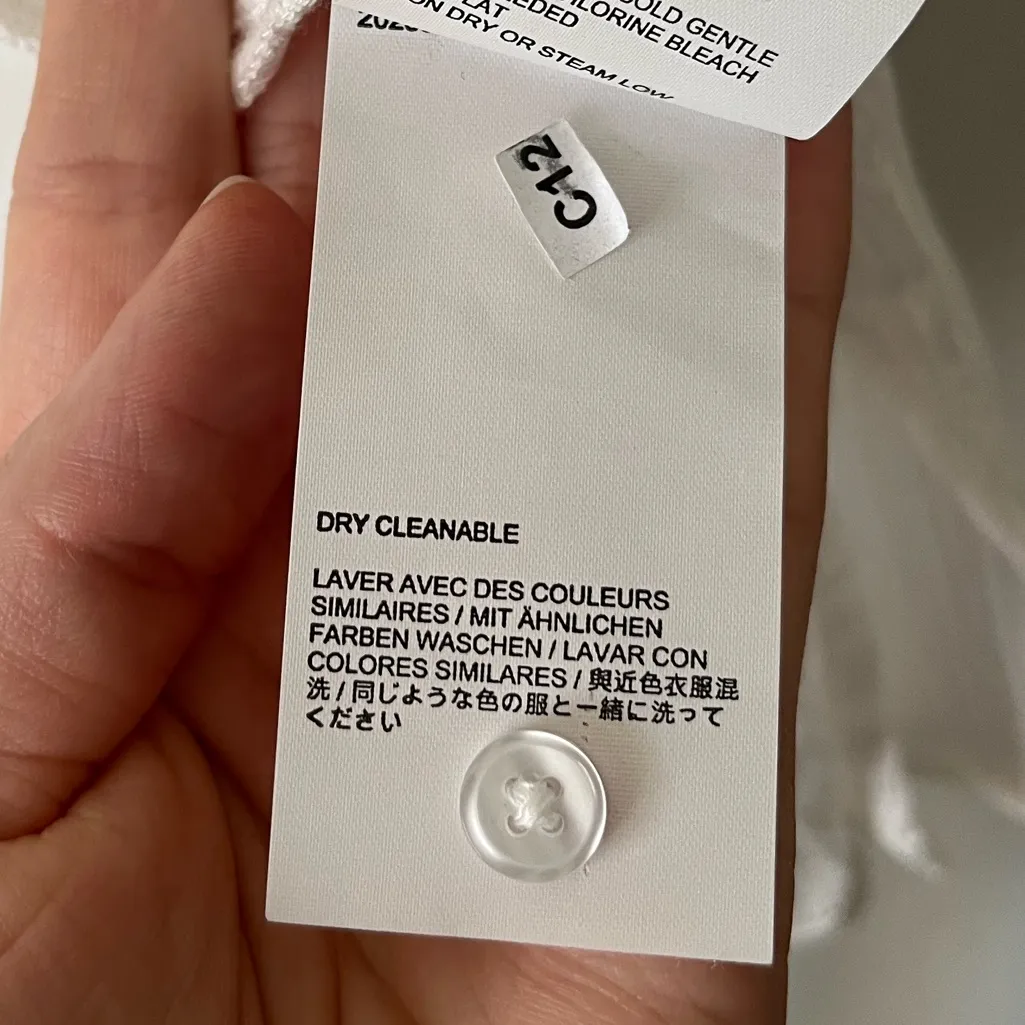 COLD GENTLE
CHLORINE BLEACH
FLAT
ON DRY OR STEAM LOW
C12
DRY CLEANABLE
LAVER AVEC DES COULEURS
SIMILAIRES / MIT ÄHNLICHEN
FARBEN WASCHEN / LAVAR CON
COLORES SIMILARES / 與近色衣服混
洗 / 同じような色の服と一緒に洗って
ください